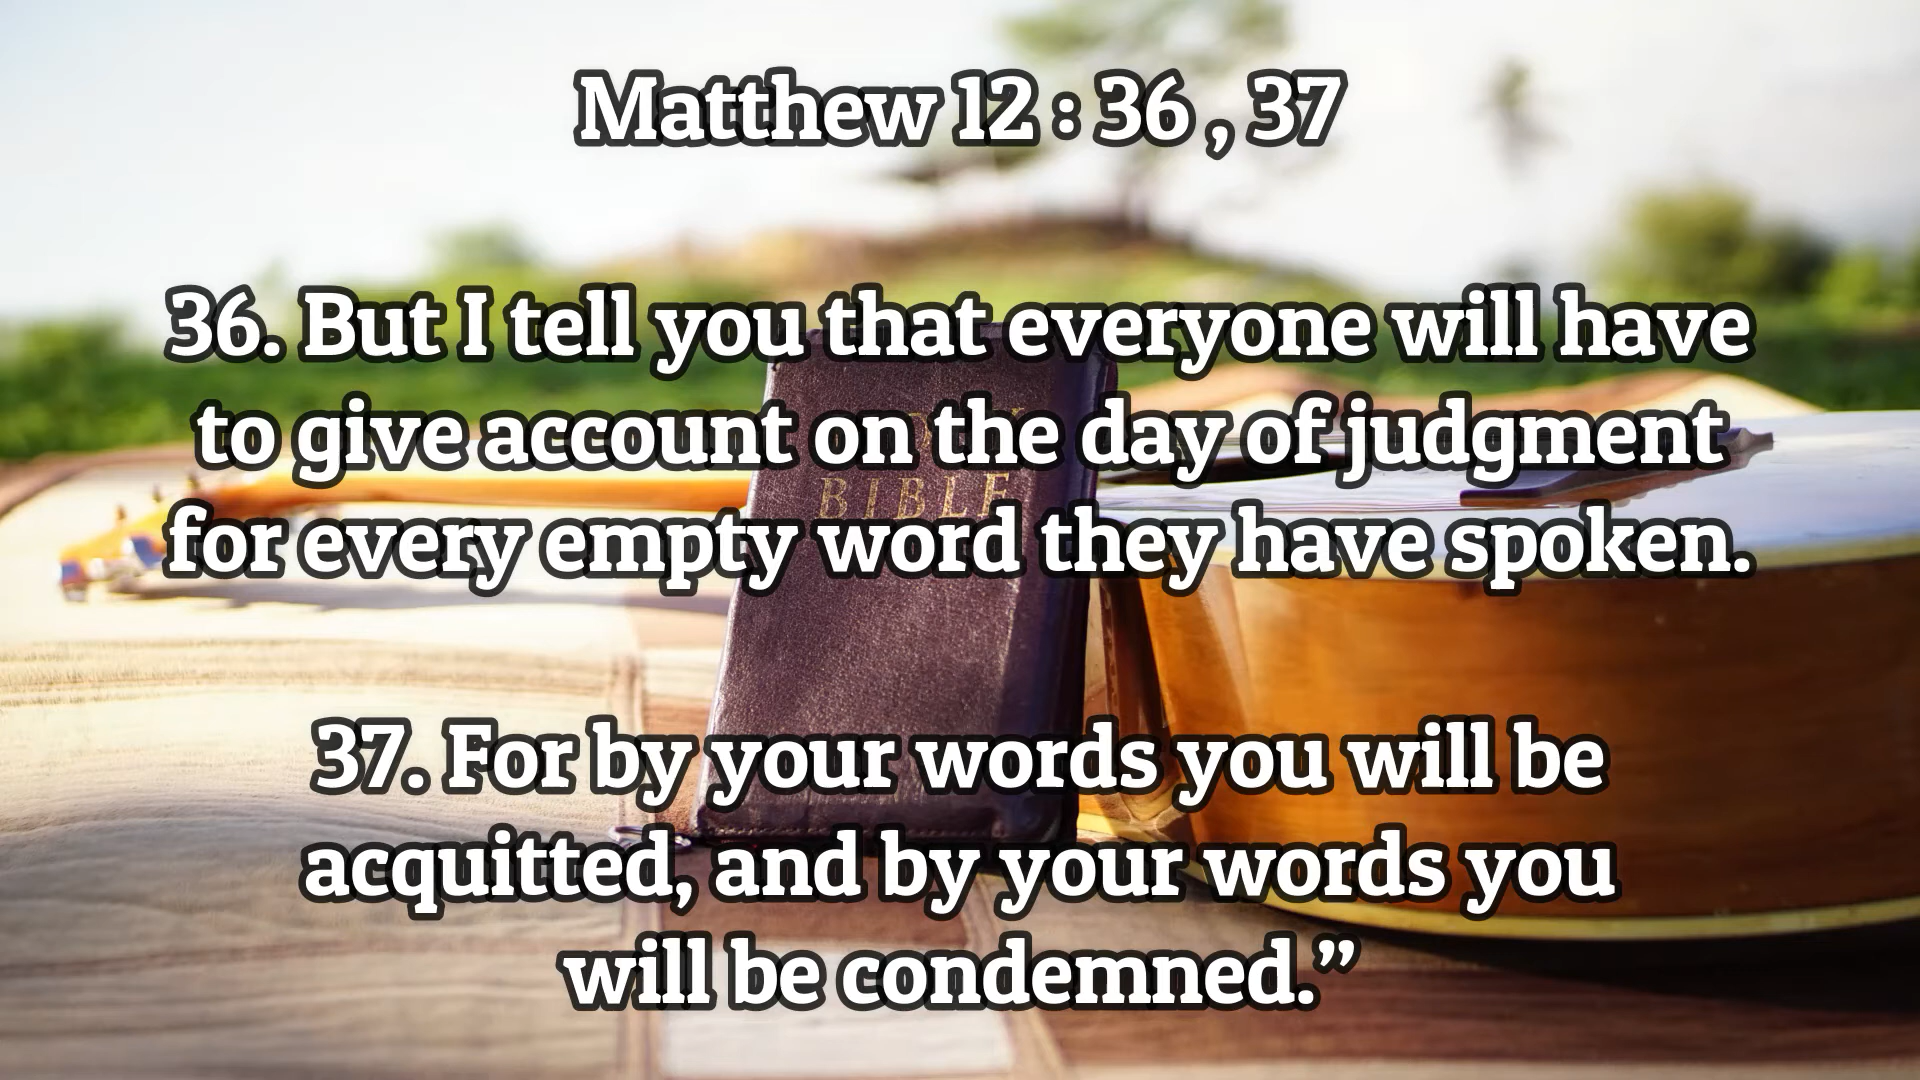 Matthew 12 : 36 , 37
36. But I tell you that everyone will have
to give account on the day of judgment
BIBLE
for every empty word they have spoken.
37. For by your words you will be
acquitted, and by your words you
will be condemned.”